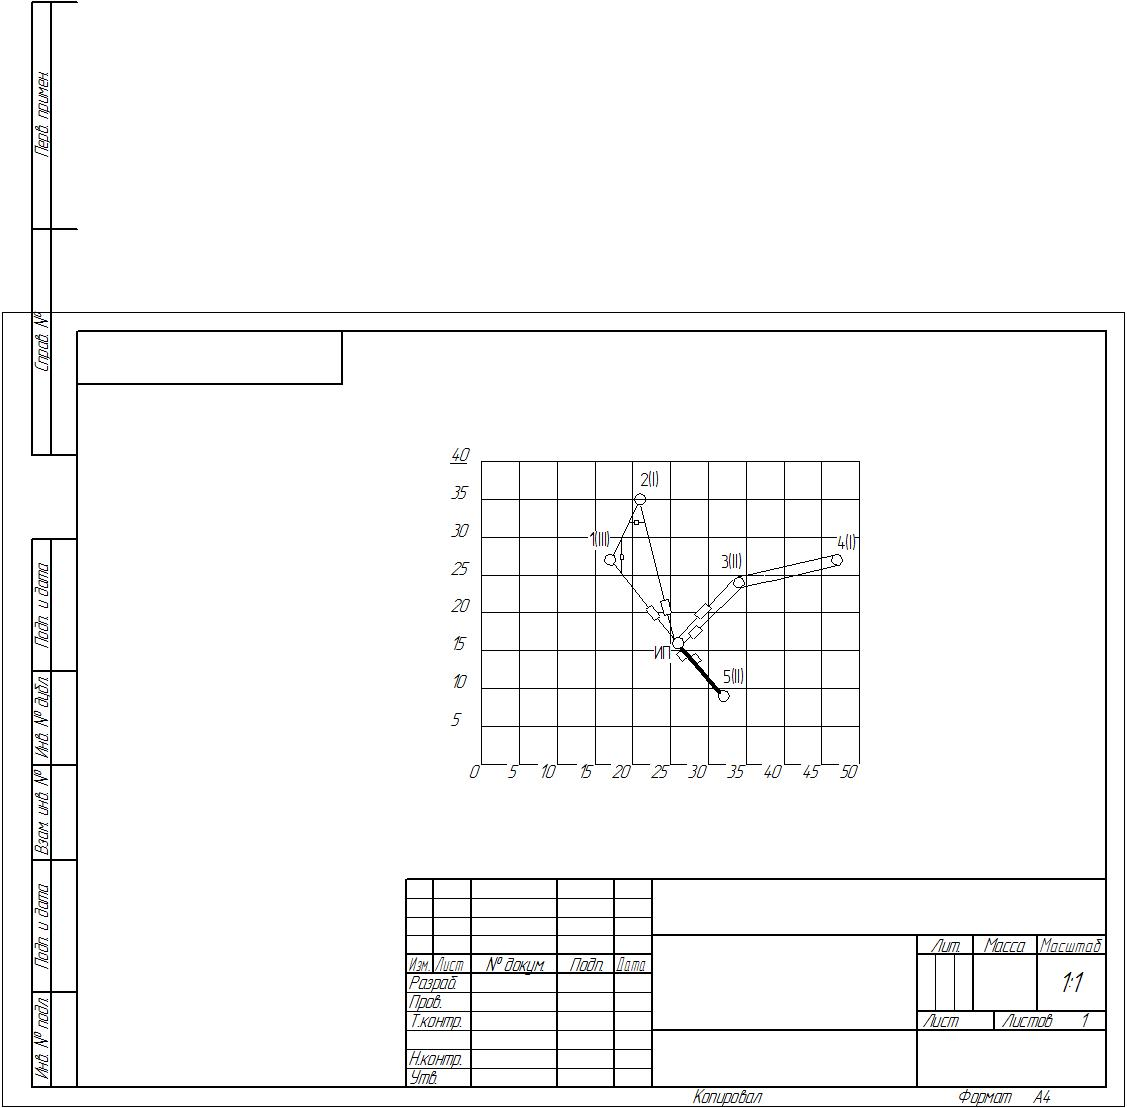 Перв. примен.
Справ. №
Подп. и дата
Инв. № дубл.
Взам. инв. №
Подп. и дата
Инв. № подл.
40
35
30
25
20
15
10
5
0 5 10 15 20 25 30 35 40 45 50
2(I)
1(III)
3(II)
4(I)
ИП
5(II)
Изм. Лист № докум. Подп. Дата
Разраб.
Пров.
Т.контр.
Н.контр.
Утв.
Лит. Масса Масштаб
1:1
Лист Листов 1
Копировал Формат А4